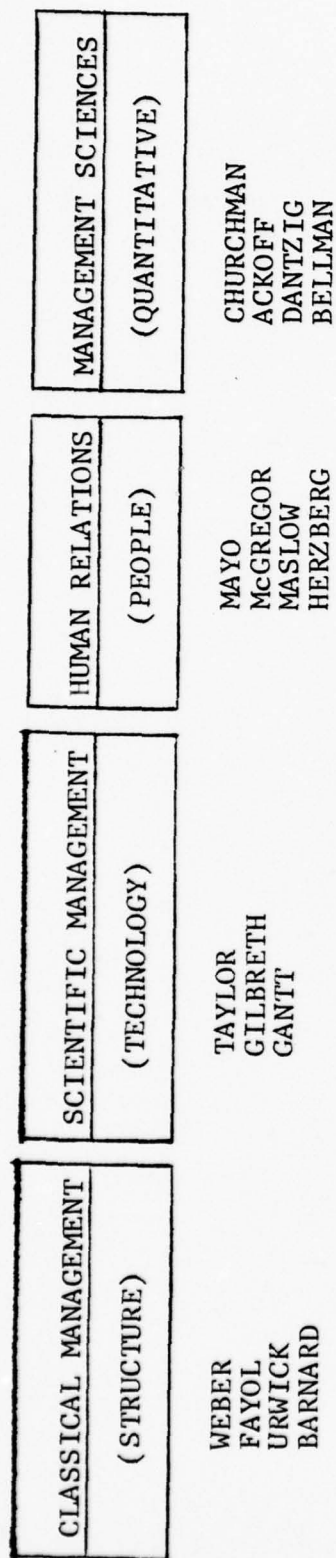 CLASSICAL MANAGEMENT
(STRUCTURE)
WEBER
FAYOL
URWICK
BARNARD
SCIENTIFIC MANAGEMENT
(TECHNOLOGY)
TAYLOR
GILBRETH
GANTT
HUMAN RELATIONS
(PEOPLE)
MAYO
McGREGOR
MASLOW
HERZBERG
MANAGEMENT SCIENCES
(QUANTITATIVE)
CHURCHMAN
ACKOFF
DANTZIG
BELLMAN